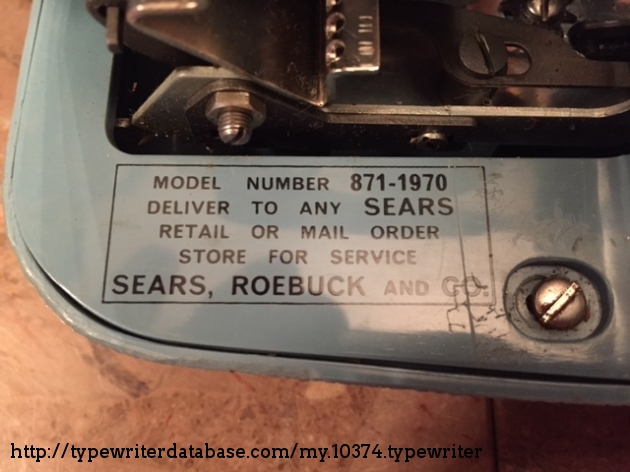 MODEL NUMBER 871-1970
DELIVER TO ANY SEARS
RETAIL OR MAIL ORDER
STORE FOR SERVICE
SEARS, ROEBUCK AND CO.
http://typewriterdatabase.com/my.10374.typewriter